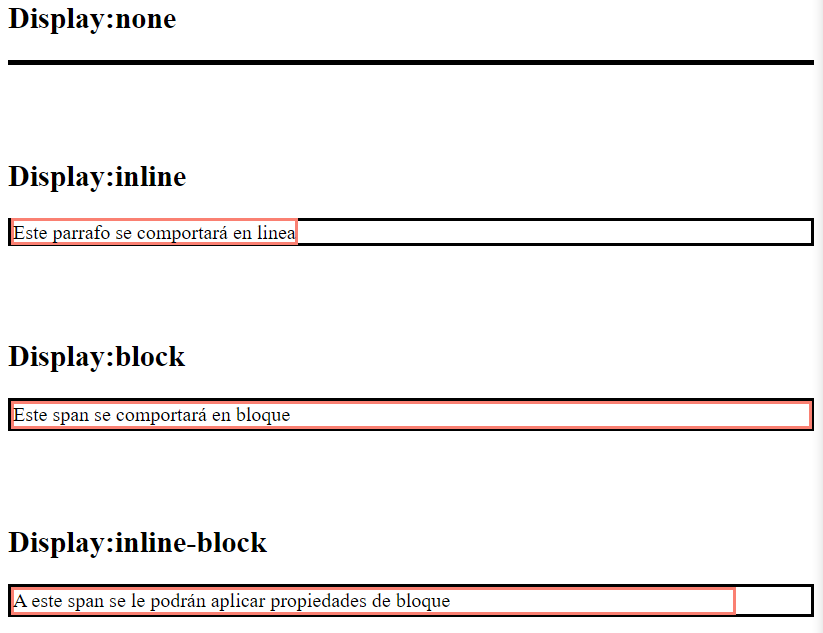 Display:none
Display:inline
Este parrafo se comportará en linea
Display:block
Este span se comportará en bloque
Display:inline-block
A este span se le podrán aplicar propiedades de bloque